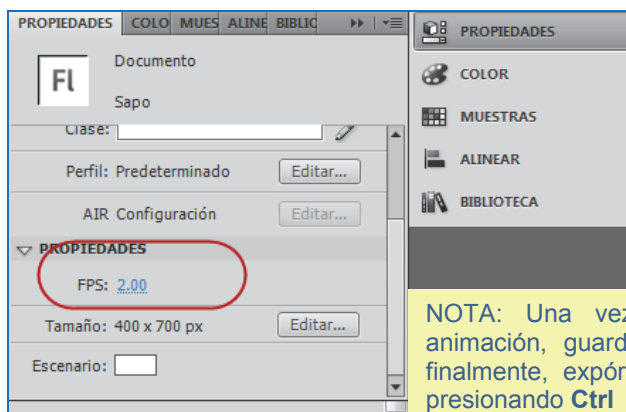 PROPIEDADES COLO MUES ALINE BIBLIC
Fl
Documento
Sapo
Clase:
Perfil: Predeterminado Editar...
AIR Configuración Editar...
PROPIEDADES
FPS: 2.00
Tamaño: 400 x 700 px Editar...
Escenario:
PROPIEDADES
COLOR
MUESTRAS
ALINEAR
BIBLIOTECA
NOTA: Una vez
animación, guard
finalmente, expór
presionando Ctrl